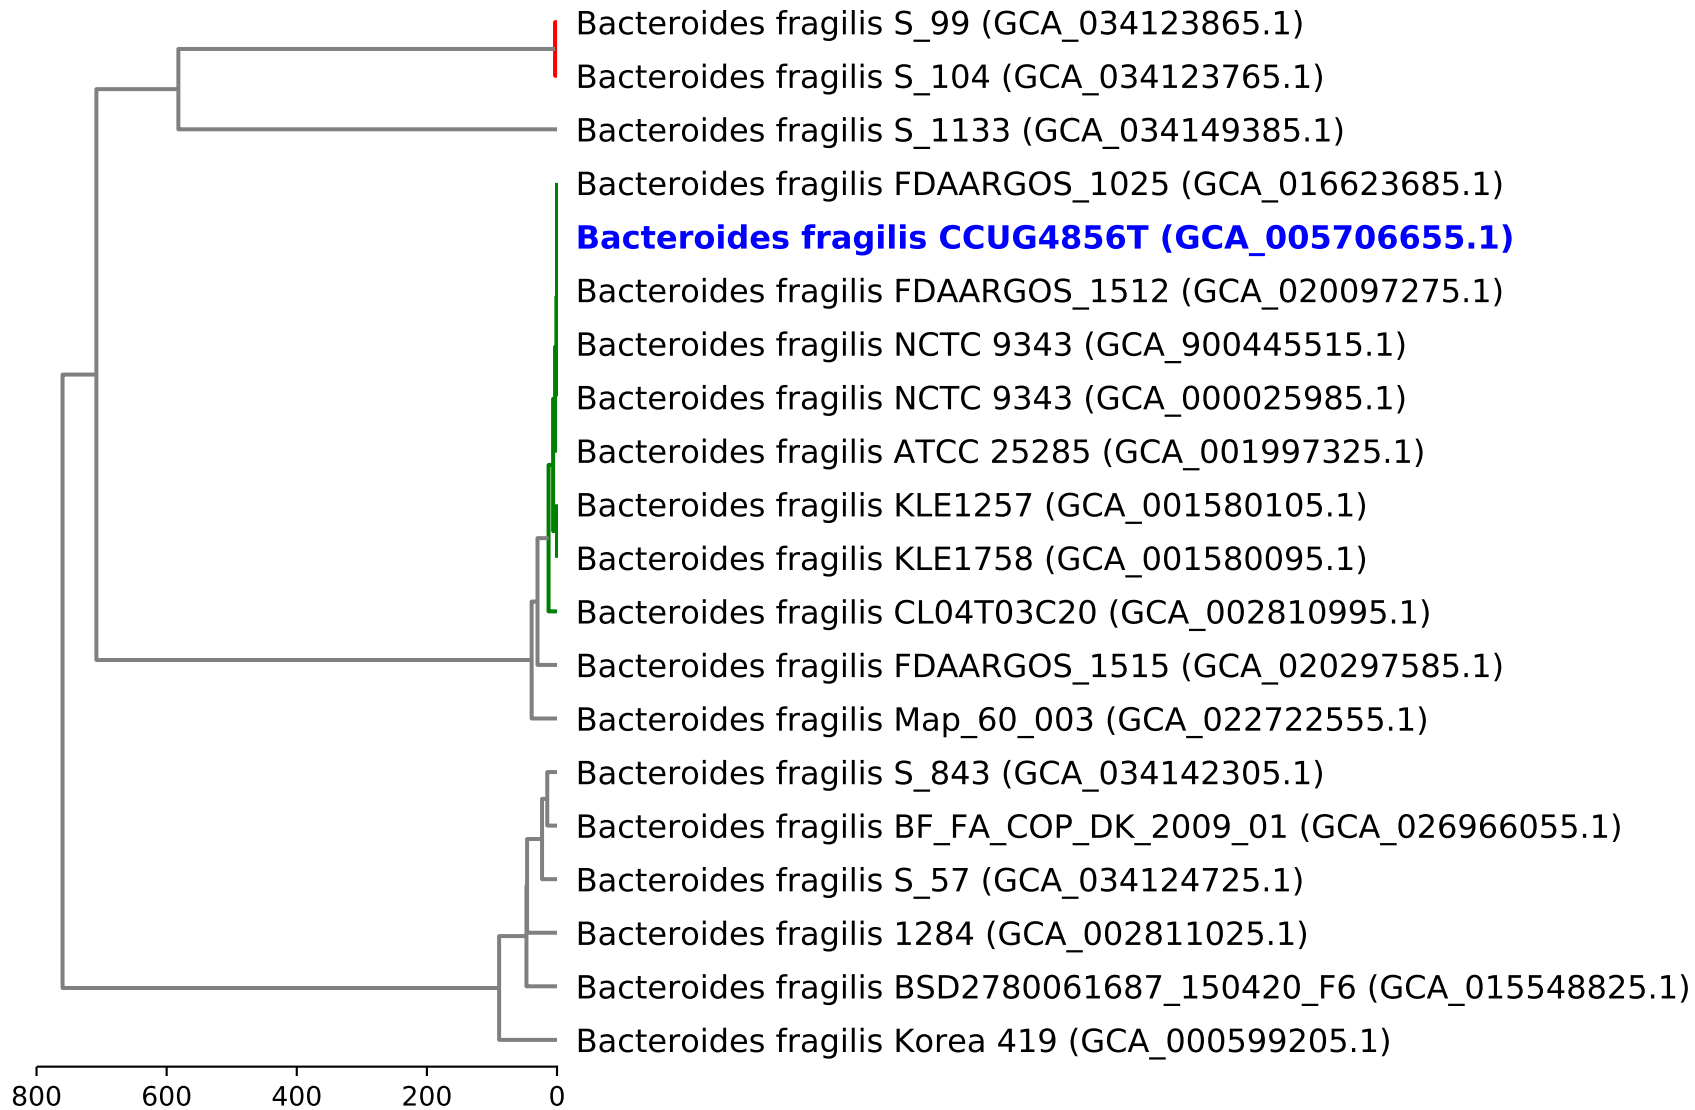 Bacteroides fragilis S_99 (GCA_034123865.1)
Bacteroides fragilis S_104 (GCA_034123765.1)
Bacteroides fragilis S_1133 (GCA_034149385.1)
Bacteroides fragilis FDAARGOS_1025 (GCA_016623685.1)
Bacteroides fragilis CCUG4856T (GCA_005706655.1)
Bacteroides fragilis FDAARGOS_1512 (GCA_020097275.1)
Bacteroides fragilis NCTC 9343 (GCA_900445515.1)
Bacteroides fragilis NCTC 9343 (GCA_000025985.1)
Bacteroides fragilis ATCC 25285 (GCA_001997325.1)
Bacteroides fragilis KLE1257 (GCA_001580105.1)
Bacteroides fragilis KLE1758 (GCA_001580095.1)
Bacteroides fragilis CL04T03C20 (GCA_002810995.1)
Bacteroides fragilis FDAARGOS_1515 (GCA_020297585.1)
Bacteroides fragilis Map_60_003 (GCA_022722555.1)
Bacteroides fragilis S_843 (GCA_034142305.1)
Bacteroides fragilis BF_FA_COP_DK_2009_01 (GCA_026966055.1)
Bacteroides fragilis S_57 (GCA_034124725.1)
Bacteroides fragilis 1284 (GCA_002811025.1)
Bacteroides fragilis BSD2780061687_150420_F6 (GCA_015548825.1)
Bacteroides fragilis Korea 419 (GCA_000599205.1)
800 600 400 200 0